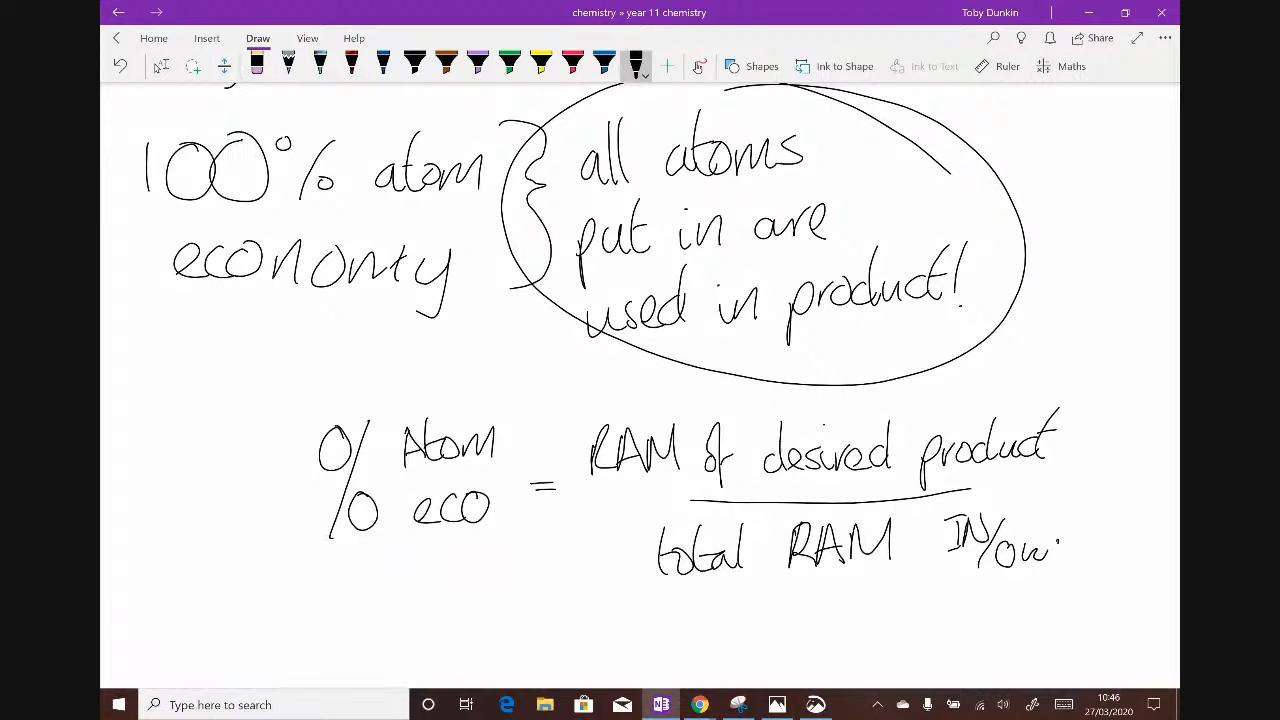 chemistry » year 11 chemistry
Toby Dunkin
Home Insert Draw View Help
Share
Shapes
Ink to Shape
Ink to Text
Ruler
Maths
100% atom
economy
all atoms
put in are
used in product!
% Atom
eco
=
RAM of desired product
total RAM IN/
Type here to search
10:46
27/03/2020